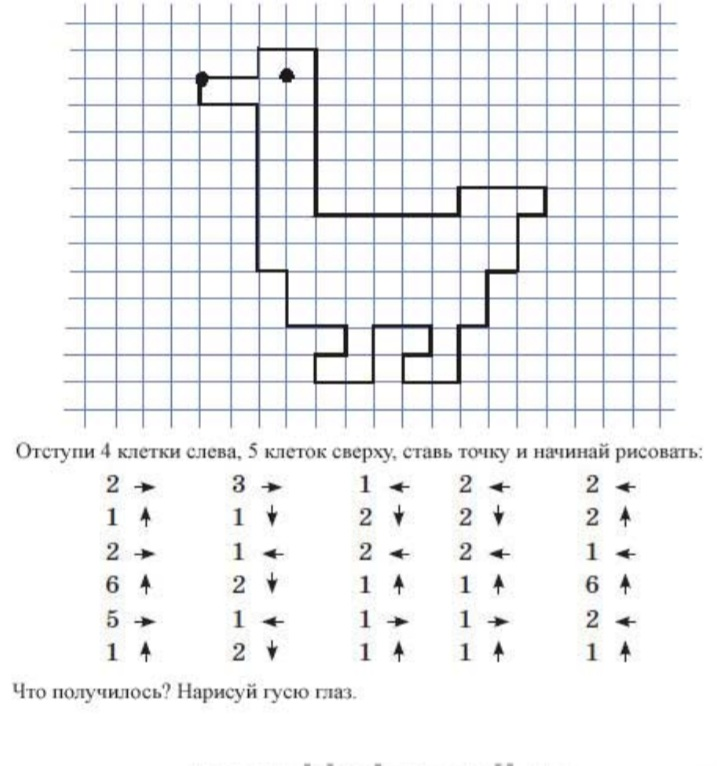 Отступи 4 клетки слева, 5 клеток сверху, ставь точку и начинай рисовать:
2 → 3 → 1 ← 2 ← 2 ←
1 ↑ 1 ↓ 2 ↓ 2 ↓ 2 ↑
2 → 1 ← 2 ← 2 ← 1 ←
6 ↑ 2 ↓ 1 ↑ 1 ↑ 6 ↑
5 → 1 ← 1 → 1 → 2 ←
1 ↑ 2 ↓ 1 ↑ 1 ↑ 1 ↑
Что получилось? Нарисуй гусю глаз.